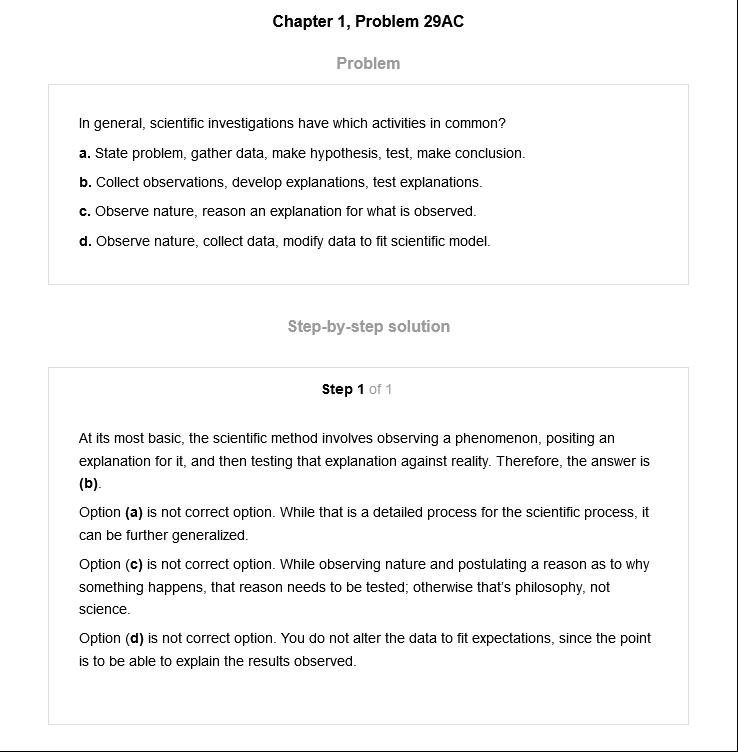 Chapter 1, Problem 29AC
Problem
In general, scientific investigations have which activities in common?
a. State problem, gather data, make hypothesis, test, make conclusion.
b. Collect observations, develop explanations, test explanations.
c. Observe nature, reason an explanation for what is observed.
d. Observe nature, collect data, modify data to fit scientific model.
Step-by-step solution
Step 1 of 1
At its most basic, the scientific method involves observing a phenomenon, positing an
explanation for it, and then testing that explanation against reality. Therefore, the answer is
(b).
Option (a) is not correct option. While that is a detailed process for the scientific process, it
can be further generalized.
Option (c) is not correct option. While observing nature and postulating a reason as to why
something happens, that reason needs to be tested; otherwise that's philosophy, not
science.
Option (d) is not correct option. You do not alter the data to fit expectations, since the point
is to be able to explain the results observed.